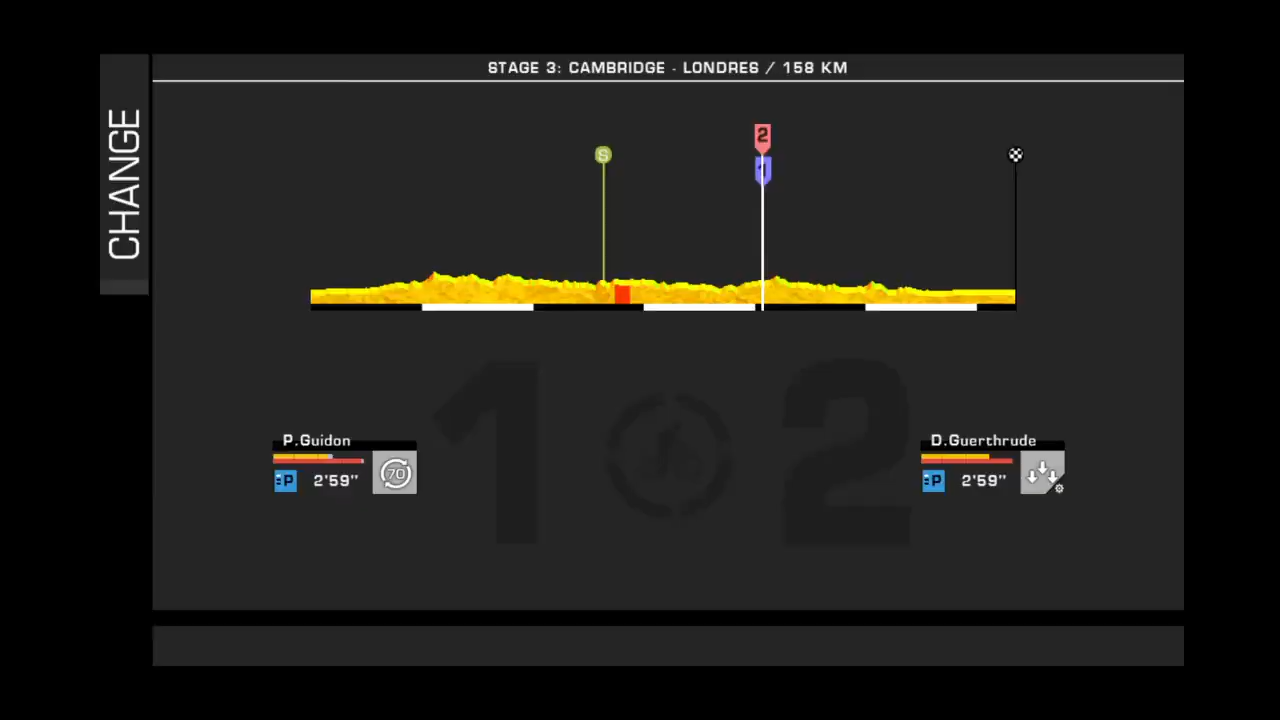 CHANGE
STAGE 3: CAMBRIDGE - LONDRES / 158 KM
2
S
1
1 2
P.Guidon
P 2'59"
70
D.Guerthrude
P 2'59"